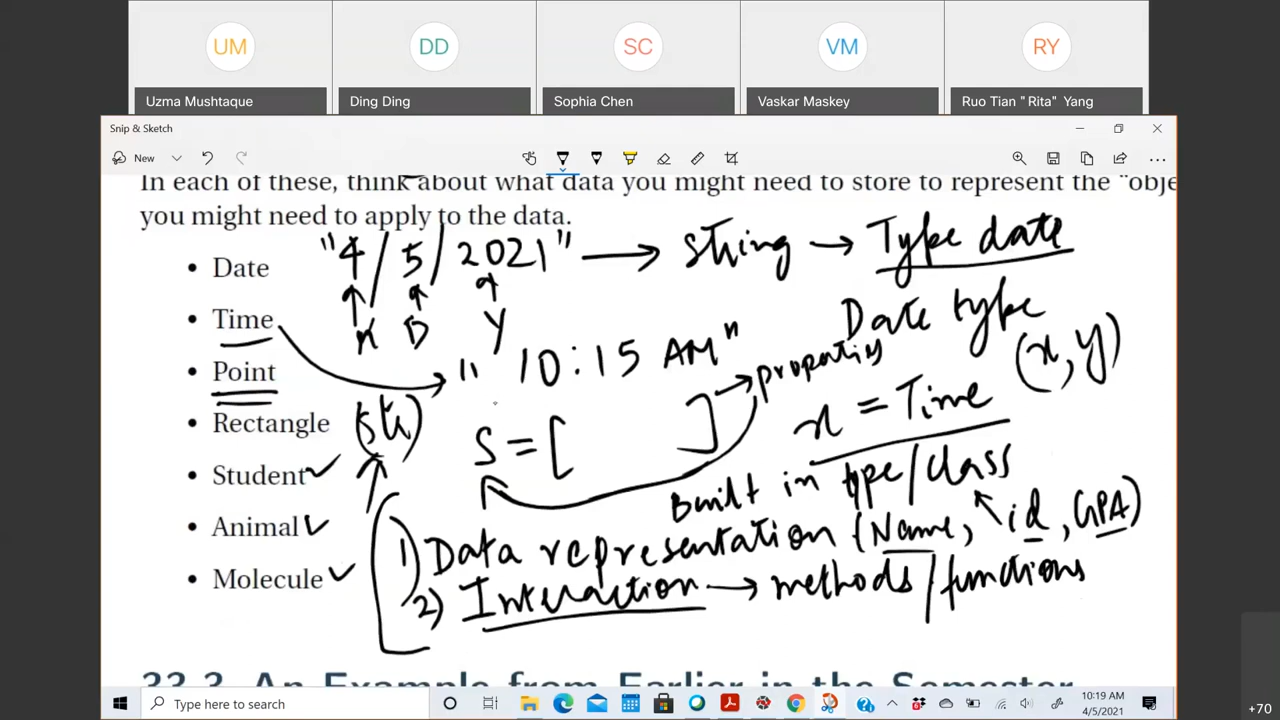 UM DD SC VM RY
Uzma Mushtaque Ding Ding Sophia Chen Vaskar Maskey Ruo Tian "Rita" Yang
Snip & Sketch
New
In each of these, think about what data you might need to store to represent the "obje
you might need to apply to the data.
"4/5/2021" → string → Type date
• Date
M D Y
Date type
• Time
" 10:15 AM"
(x, y)
• Point
properties
x = Time
• Rectangle
(stu)
s = [ ]
• Student
Built in type/class
• Animal
1) Data representation (Name, id, GPA)
• Molecule
2) Interaction → methods/functions
33.3 An Example from Earlier in the Semester
Type here to search
10:19 AM
4/5/2021
+70